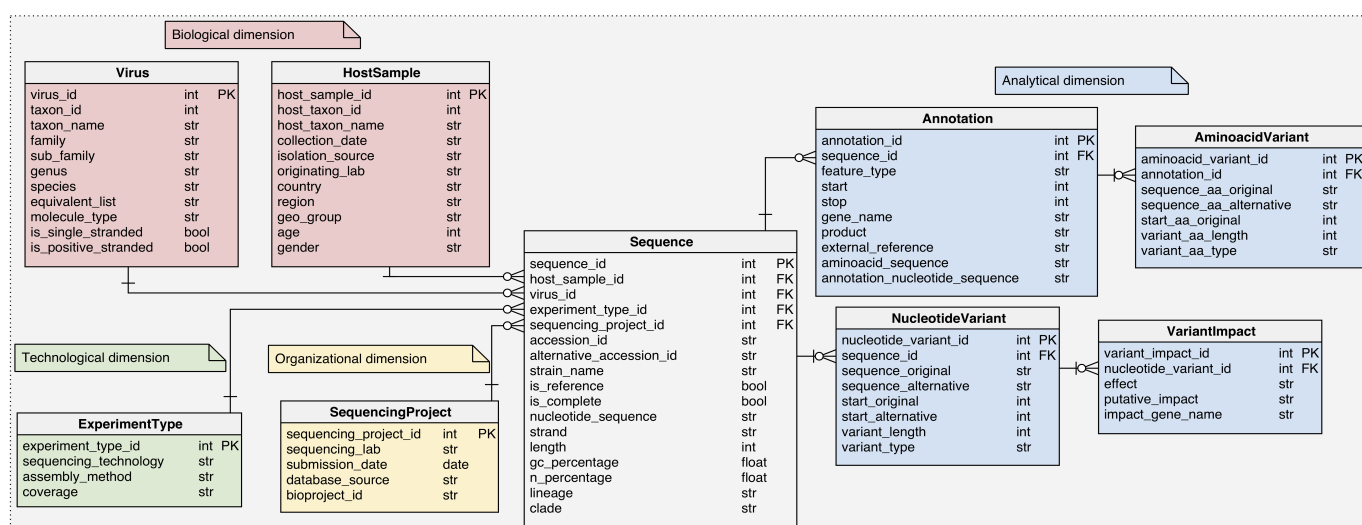 Biological dimension
Virus
virus_id int PK
taxon_id int
taxon_name str
family str
sub_family str
genus str
species str
equivalent_list str
molecule_type str
is_single_stranded bool
is_positive_stranded bool
HostSample
host_sample_id int PK
host_taxon_id int
host_taxon_name str
collection_date str
isolation_source str
originating_lab str
country str
region str
geo_group str
age int
gender str
Technological dimension
ExperimentType
experiment_type_id int PK
sequencing_technology str
assembly_method str
coverage str
Organizational dimension
SequencingProject
sequencing_project_id int PK
sequencing_lab str
submission_date date
database_source str
bioproject_id str
Sequence
sequence_id int PK
host_sample_id int FK
virus_id int FK
experiment_type_id int FK
sequencing_project_id int FK
accession_id str
alternative_accession_id str
strain_name str
is_reference bool
is_complete bool
nucleotide_sequence str
strand str
length int
gc_percentage float
n_percentage float
lineage str
clade str
Analytical dimension
Annotation
annotation_id int PK
sequence_id int FK
feature_type str
start int
stop int
gene_name str
product str
external_reference str
aminoacid_sequence str
annotation_nucleotide_sequence str
AminoacidVariant
aminoacid_variant_id int PK
annotation_id int FK
sequence_aa_original str
sequence_aa_alternative str
start_aa_original int
variant_aa_length int
variant_aa_type str
NucleotideVariant
nucleotide_variant_id int PK
sequence_id int FK
sequence_original str
sequence_alternative str
start_original int
start_alternative int
variant_length int
variant_type str
VariantImpact
variant_impact_id int PK
nucleotide_variant_id int FK
effect str
putative_impact str
impact_gene_name str